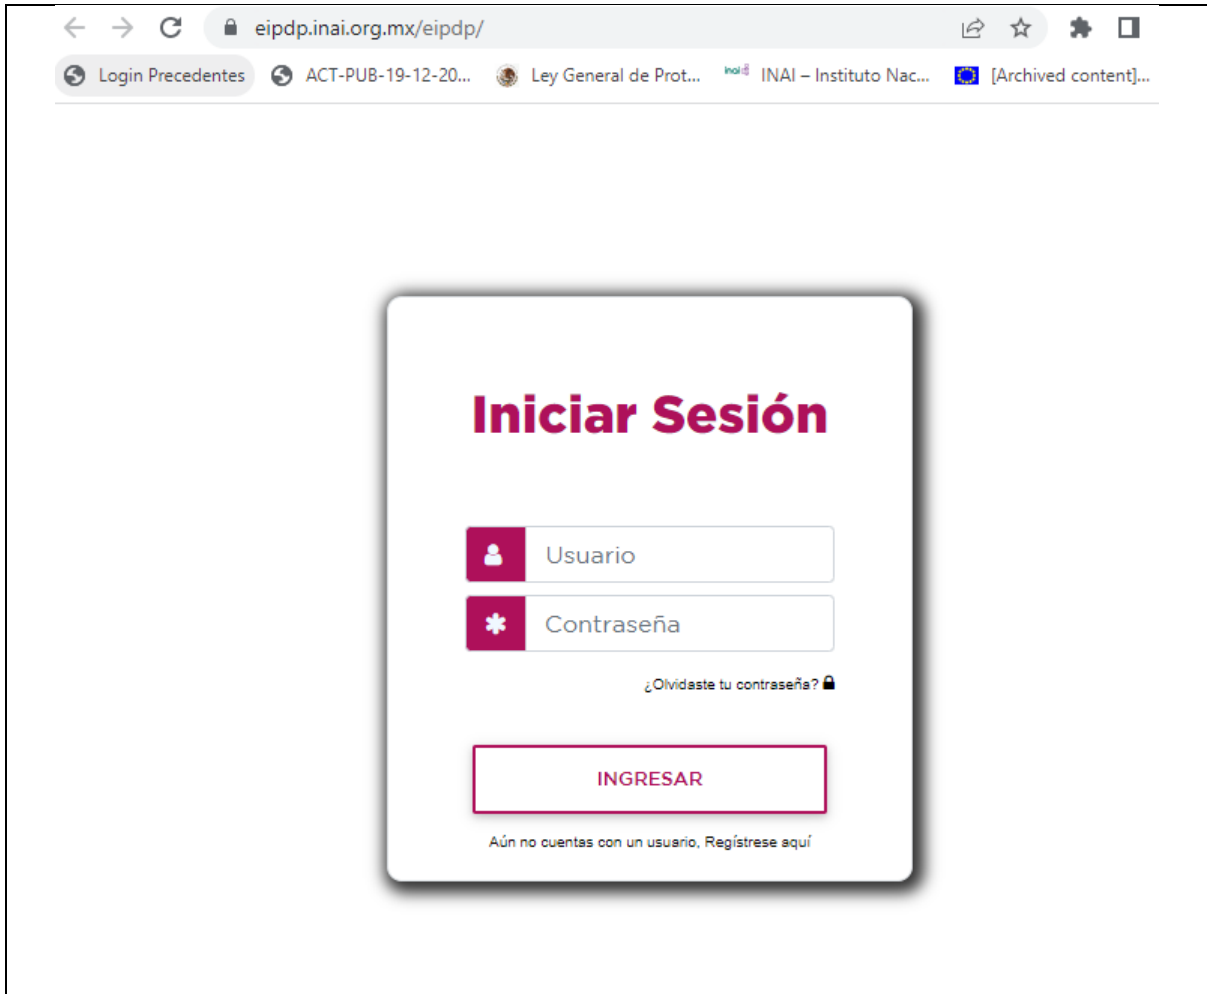 eipdp.inai.org.mx/eipdp/
Login Precedentes ACT-PUB-19-12-20... Ley General de Prot... inai INAI – Instituto Nac... [Archived content]...
Iniciar Sesión
Usuario
Contraseña
¿Olvidaste tu contraseña?
INGRESAR
Aún no cuentas con un usuario, Regístrese aquí